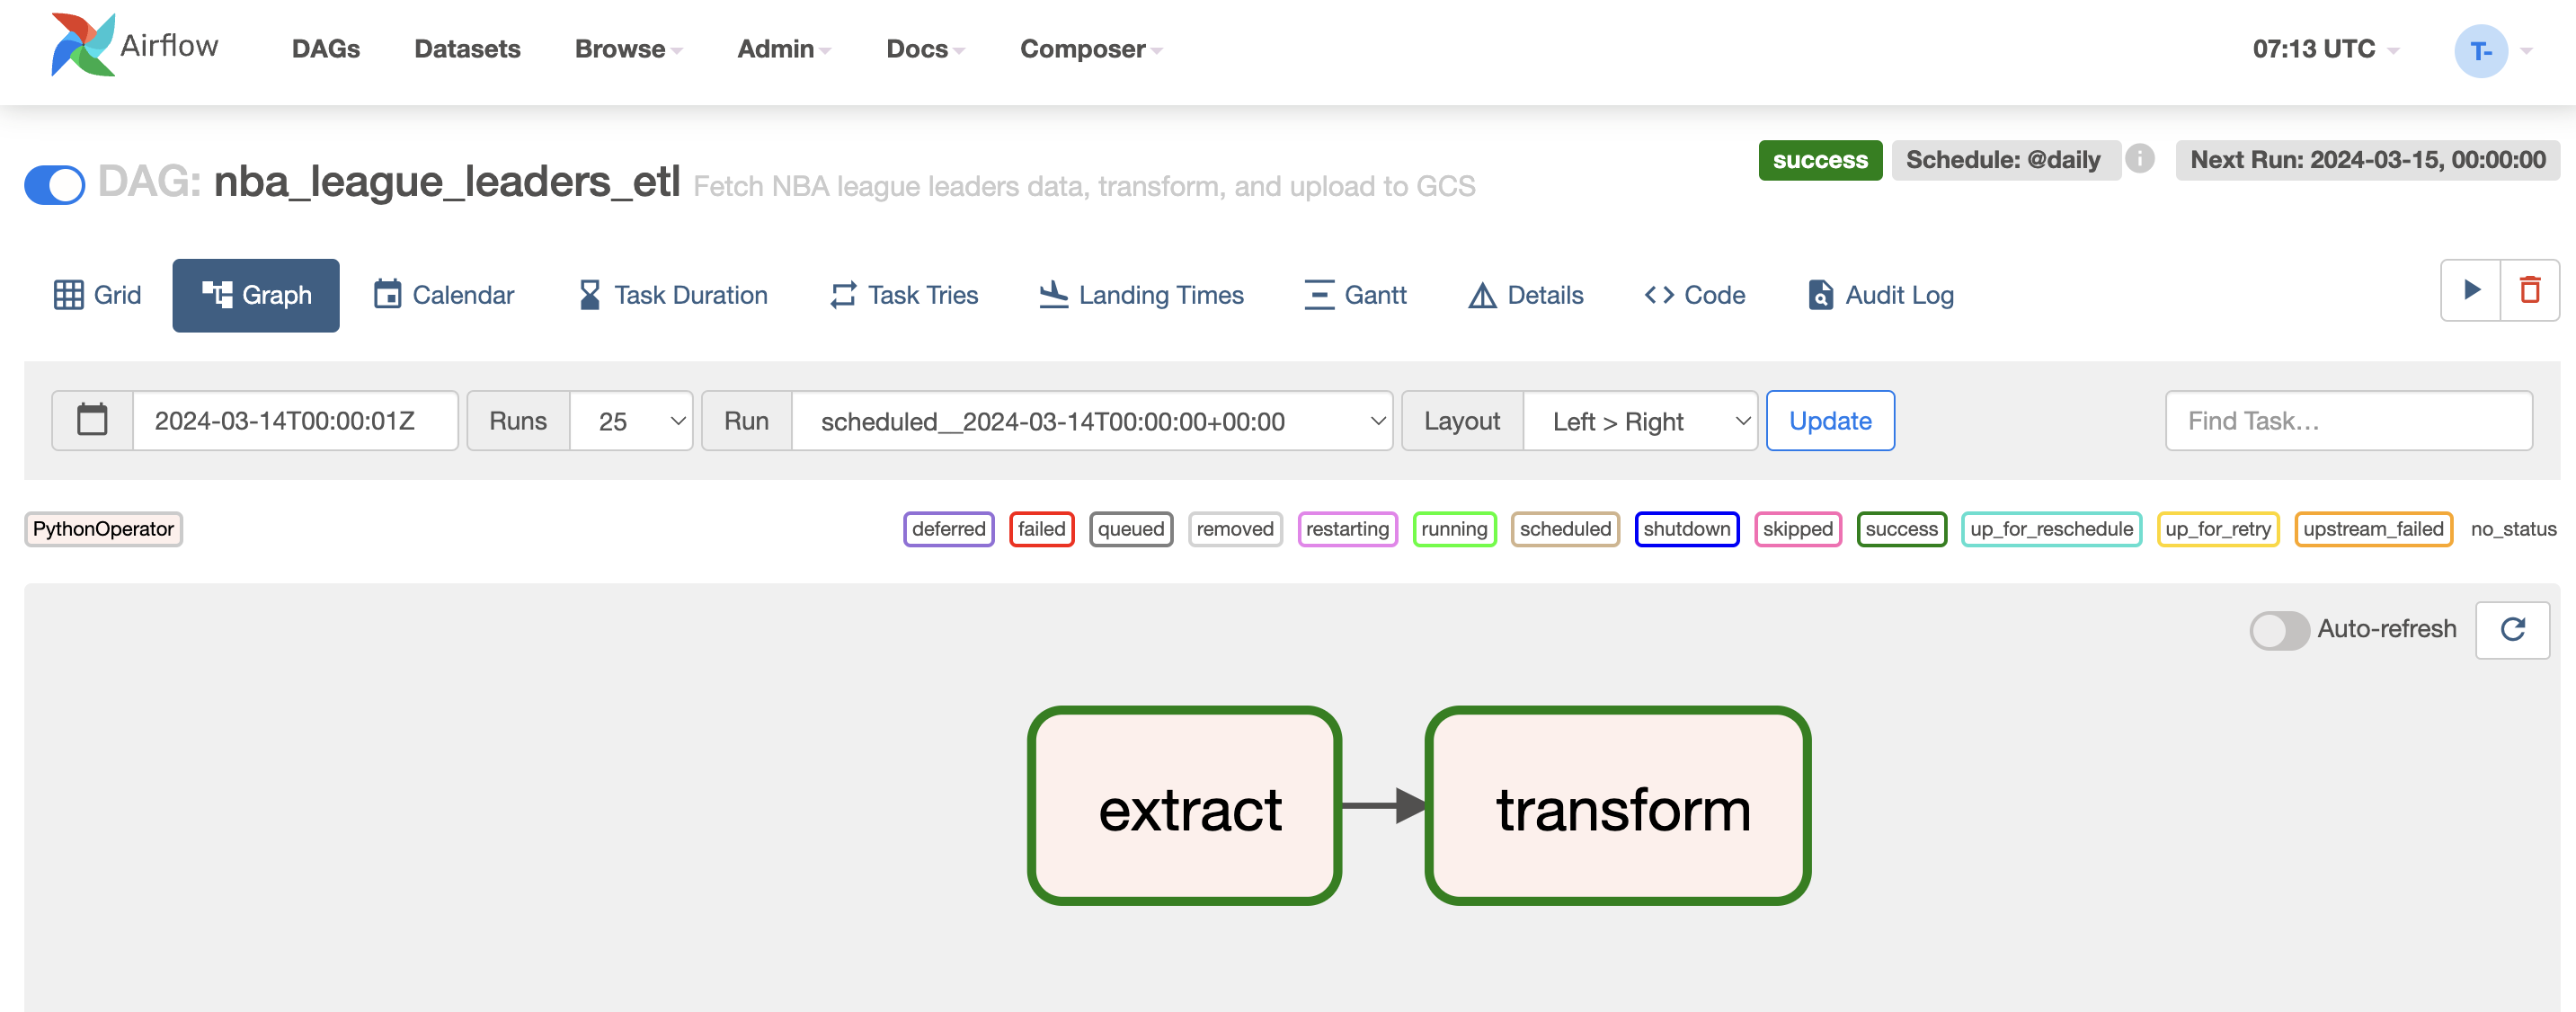 Airflow DAGs Datasets Browse Admin Docs Composer 07:13 UTC T-
success Schedule: @daily i Next Run: 2024-03-15, 00:00:00
DAG: nba_league_leaders_etl Fetch NBA league leaders data, transform, and upload to GCS
Grid Graph Calendar Task Duration Task Tries Landing Times Gantt Details Code Audit Log
2024-03-14T00:00:01Z Runs 25 Run scheduled__2024-03-14T00:00:00+00:00 Layout Left > Right Update Find Task...
PythonOperator deferred failed queued removed restarting running scheduled shutdown skipped success up_for_reschedule up_for_retry upstream_failed no_status
Auto-refresh
extract transform